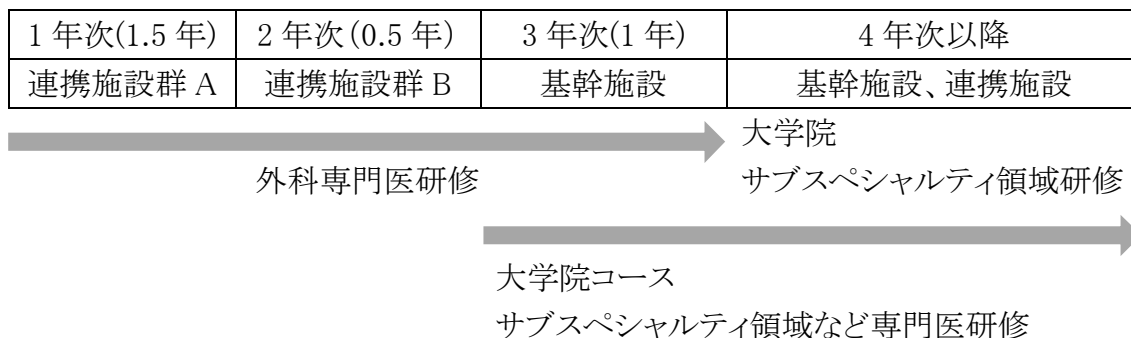 1 年次(1.5 年) 2 年次(0.5 年) 3 年次(1 年) 4 年次以降
連携施設群 A 連携施設群 B 基幹施設 基幹施設、連携施設
大学院
外科専門医研修 サブスペシャルティ領域研修
大学院コース
サブスペシャルティ領域など専門医研修